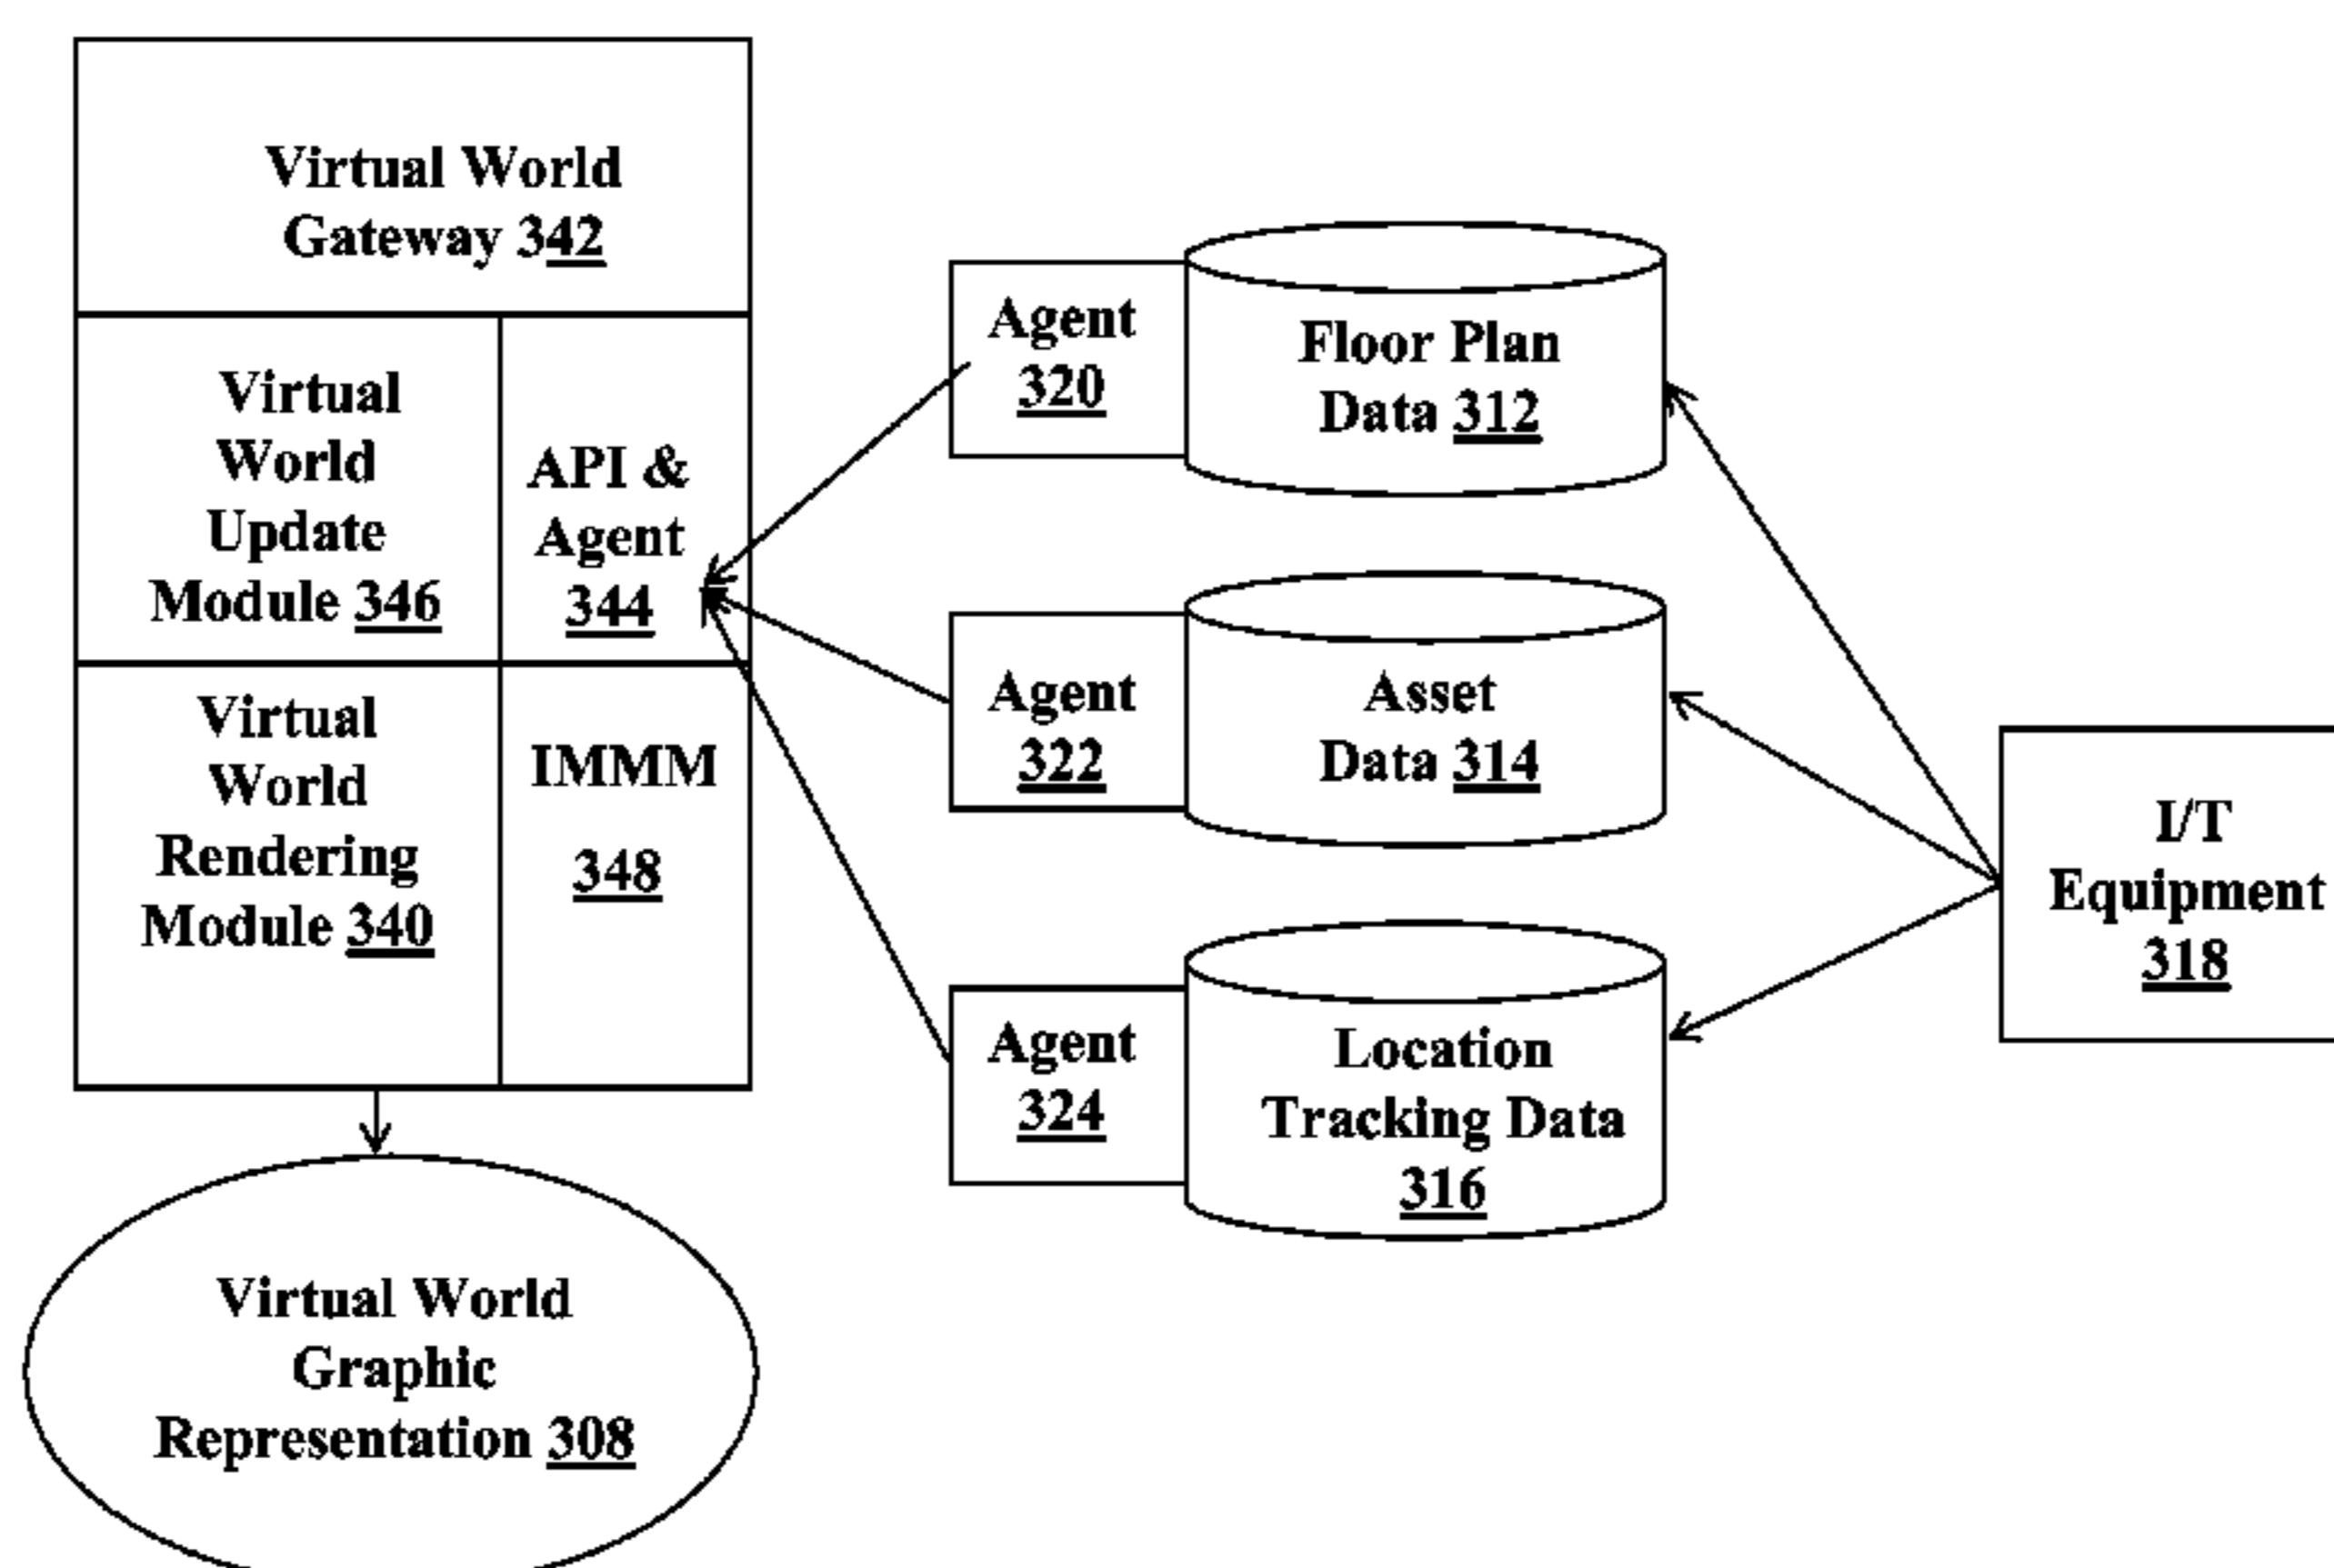 Virtual World
Gateway 342
Virtual
World
Update
Module 346
API &
Agent
344
Virtual
World
Rendering
Module 340
IMMM
348
Virtual World
Graphic
Representation 308
Agent
320
Floor Plan
Data 312
Agent
322
Asset
Data 314
Agent
324
Location
Tracking Data
316
I/T
Equipment
318